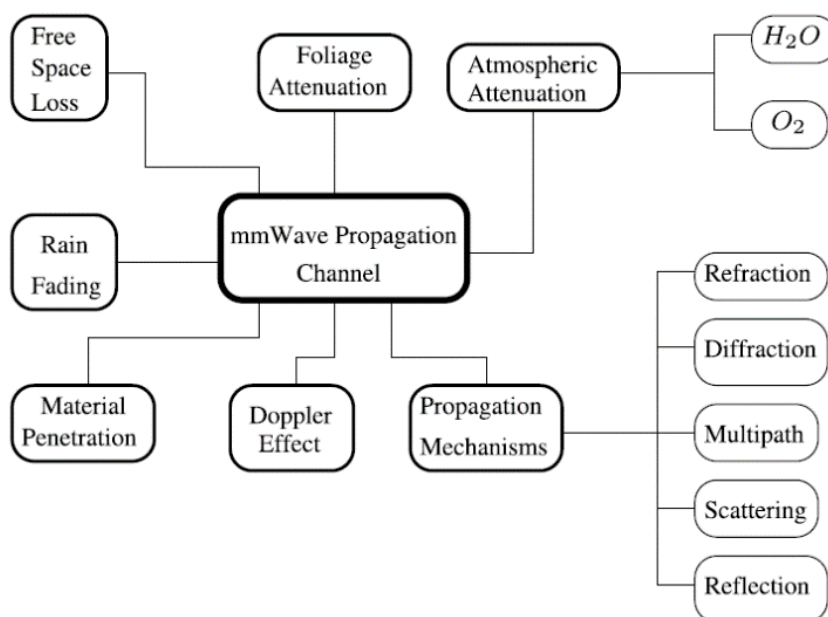 Free
Space
Loss
Foliage
Attenuation
Atmospheric
Attenuation
H₂O
O₂
mmWave Propagation
Channel
Rain
Fading
Material
Penetration
Doppler
Effect
Propagation
Mechanisms
Refraction
Diffraction
Multipath
Scattering
Reflection